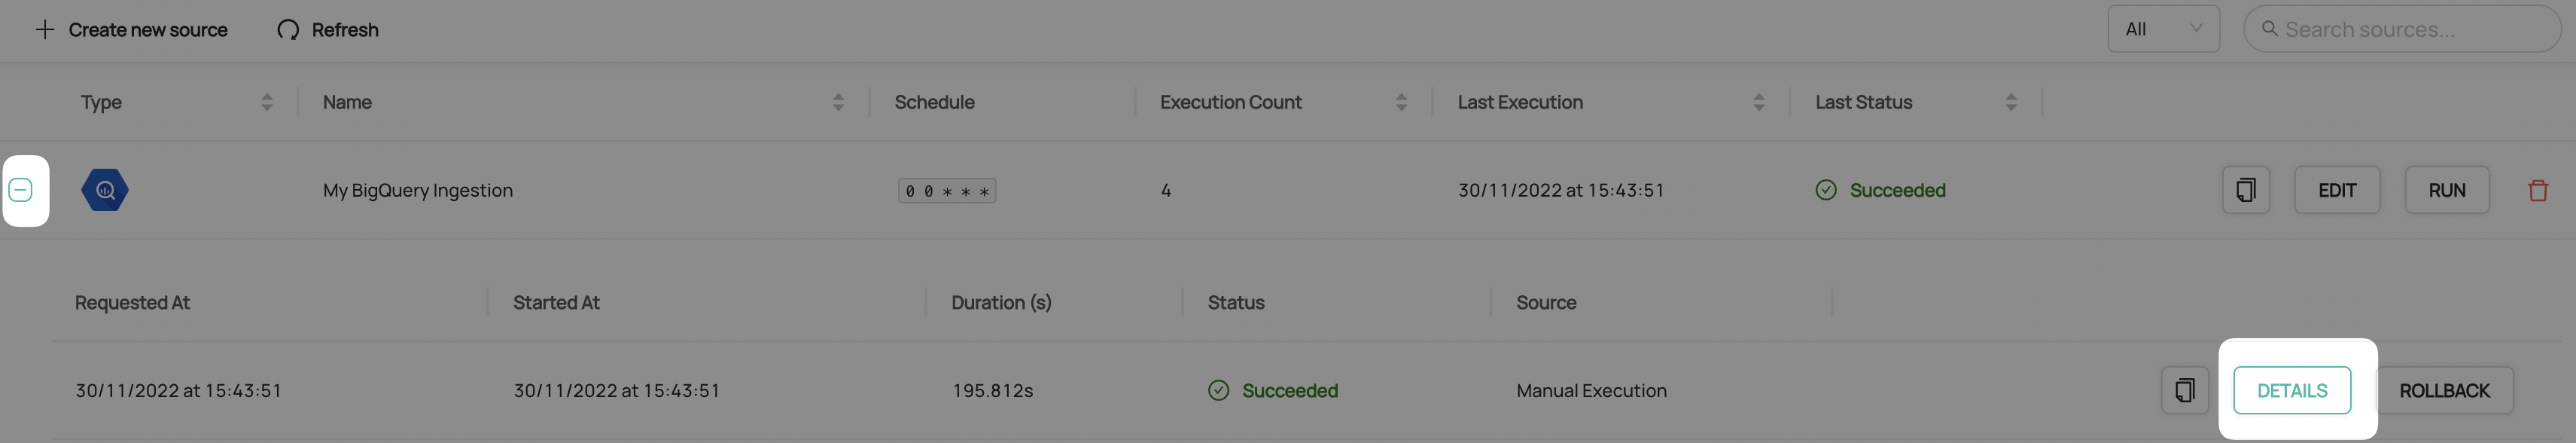 Create new source Refresh All Search sources...
Type Name Schedule Execution Count Last Execution Last Status
My BigQuery Ingestion 0 0 * * * 4 30/11/2022 at 15:43:51 Succeeded EDIT RUN
Requested At Started At Duration (s) Status Source
30/11/2022 at 15:43:51 30/11/2022 at 15:43:51 195.812s Succeeded Manual Execution DETAILS ROLLBACK